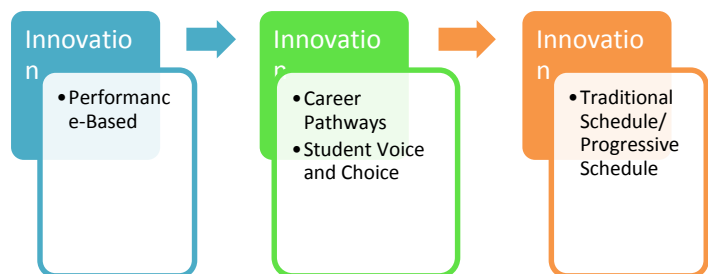 Innovatio
n
• Performanc
e-Based
Innovatio
n
• Career
Pathways
• Student Voice
and Choice
Innovatio
n
• Traditional
Schedule/
Progressive
Schedule